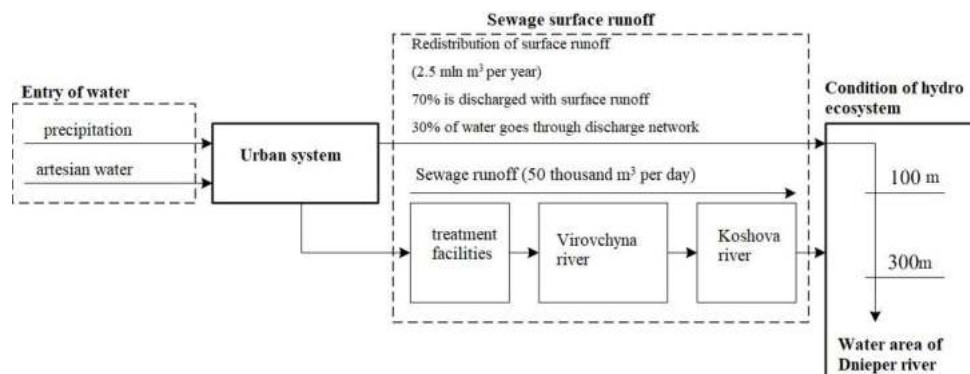 Sewage surface runoff
Redistribution of surface runoff
(2.5 mln m³ per year)
70% is discharged with surface runoff
30% of water goes through discharge network
Entry of water
precipitation
artesian water
Urban system
Sewage runoff (50 thousand m³ per day)
treatment
facilities
Virovchyna
river
Koshova
river
Condition of hydro
ecosystem
100 m
300m
Water area of
Dnieper river